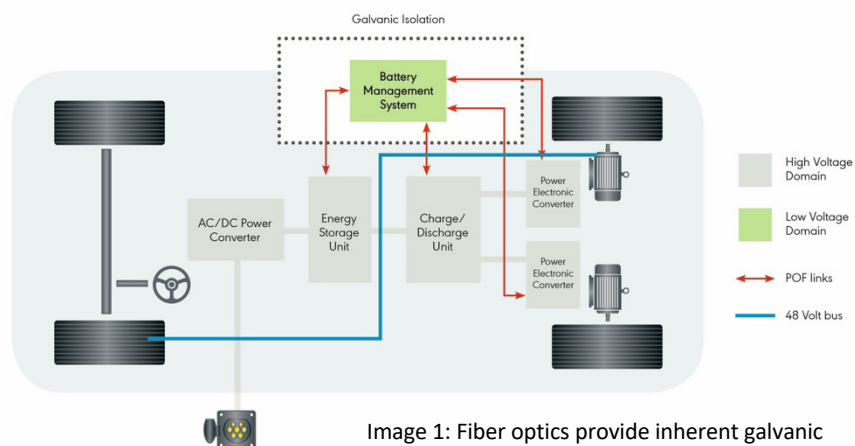 Galvanic Isolation
Battery
Management
System
High Voltage
Domain
Power
Electronic
Converter
AC/DC Power
Converter
Energy
Storage
Unit
Charge/
Discharge
Unit
Low Voltage
Domain
Power
Electronic
Converter
POF links
48 Volt bus
Image 1: Fiber optics provide inherent galvanic